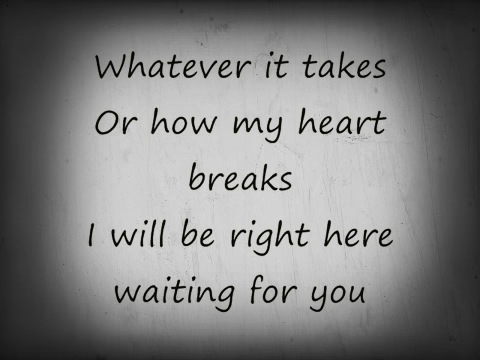 Whatever it takes
Or how my heart
breaks
I will be right here
waiting for you